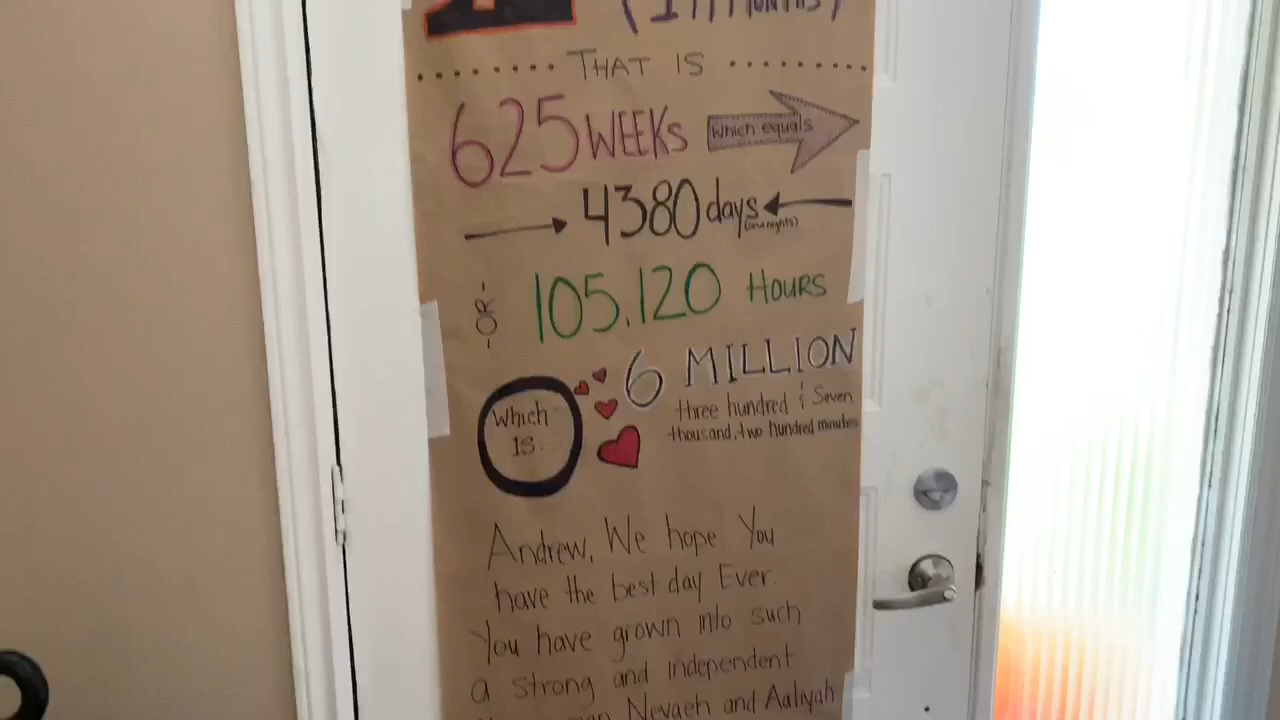 THAT IS
625 WEEKS which equals
4380 days (and nights)
-OR- 105,120 HOURS
6 MILLION
three hundred & Seven
thousand, two hundred minutes
Which
IS
Andrew, We hope You
have the best day Ever.
You have grown into such
a strong and independent
Nevaeh and Aaliyah